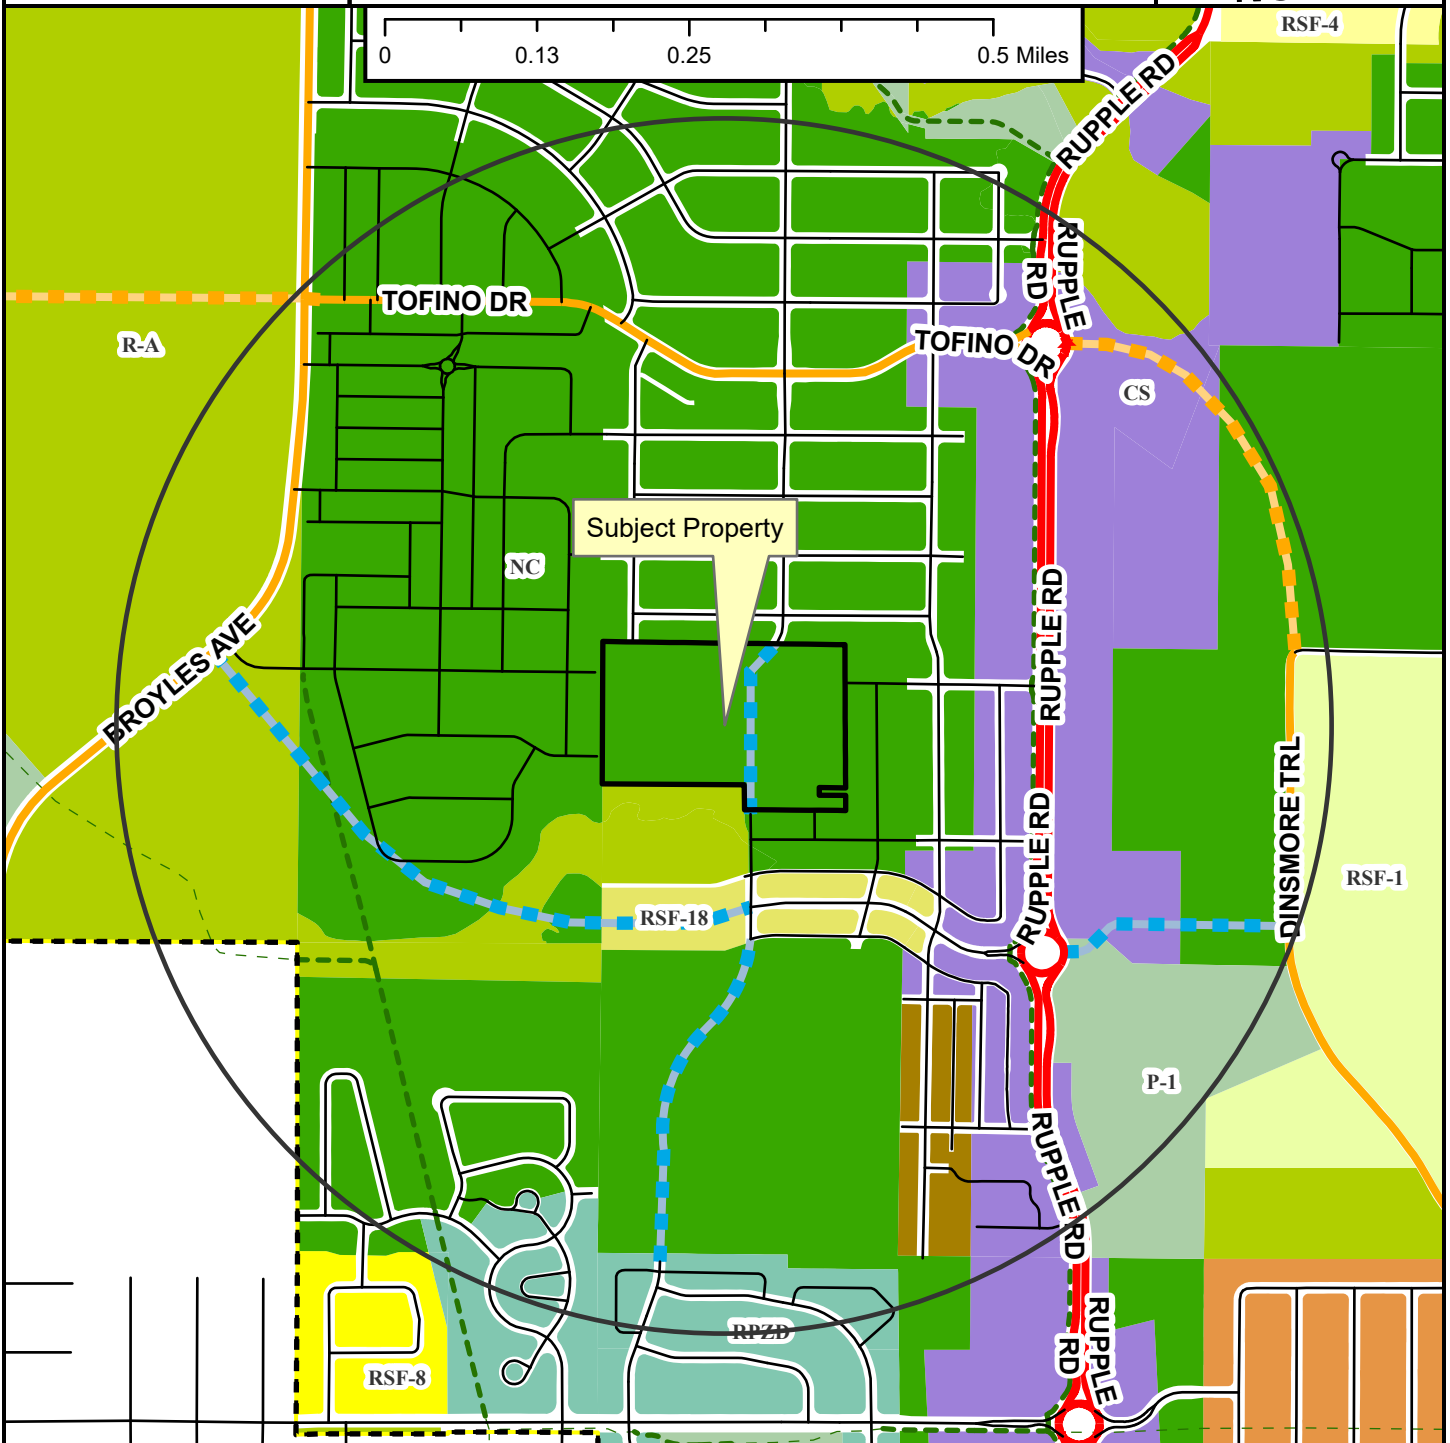 RSF-4
0 0.13 0.25 0.5 Miles
RUPPLE RD
RUPPLE
RD
TOFINO DR
TOFINO DR
R-A
CS
Subject Property
NC
RUPPLE RD
BROYLES AVE
DINSMORE TRL
RUPPLE RD
RSF-1
RSF-18
P-1
RUPPLE RD
RPZD
RUPPLE
RD
RSF-8